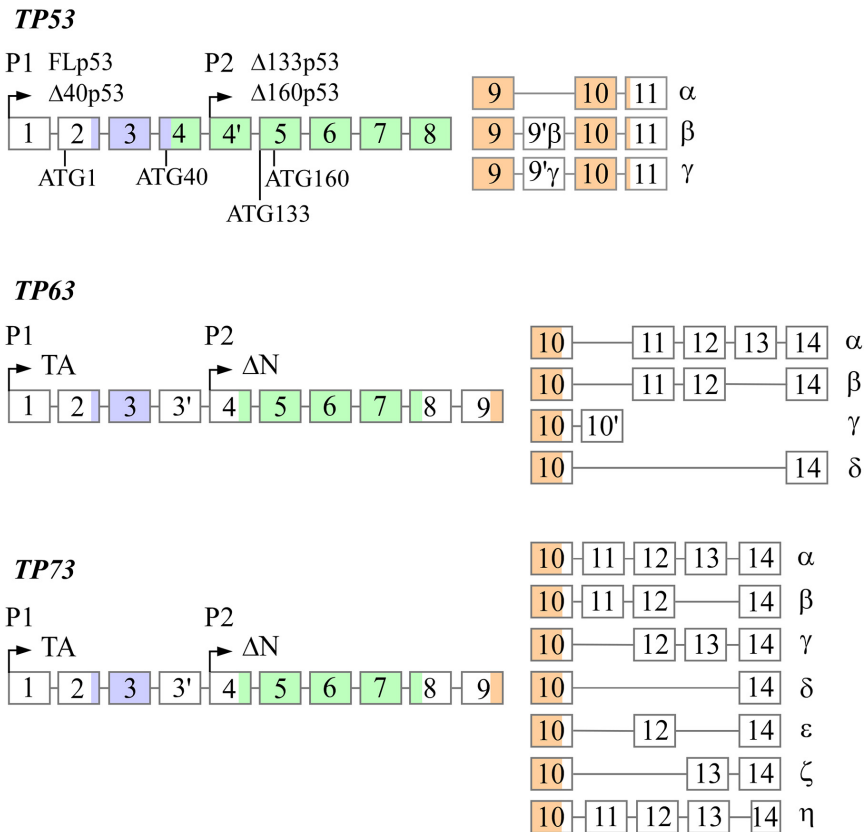 TP53
P1 FLp53 P2 Δ133p53
Δ40p53 Δ160p53
1 2 3 4 4' 5 6 7 8
ATG1 ATG40 ATG160
ATG133
9 10 11 α
9 9'β 10 11 β
9 9'γ 10 11 γ
TP63
P1 P2
TA ΔN
1 2 3 3' 4 5 6 7 8 9
10 11 12 13 14 α
10 11 12 14 β
10 10' γ
10 14 δ
TP73
P1 P2
TA ΔN
1 2 3 3' 4 5 6 7 8 9
10 11 12 13 14 α
10 11 12 14 β
10 12 13 14 γ
10 14 δ
10 12 14 ε
10 13 14 ζ
10 11 12 13 14 η